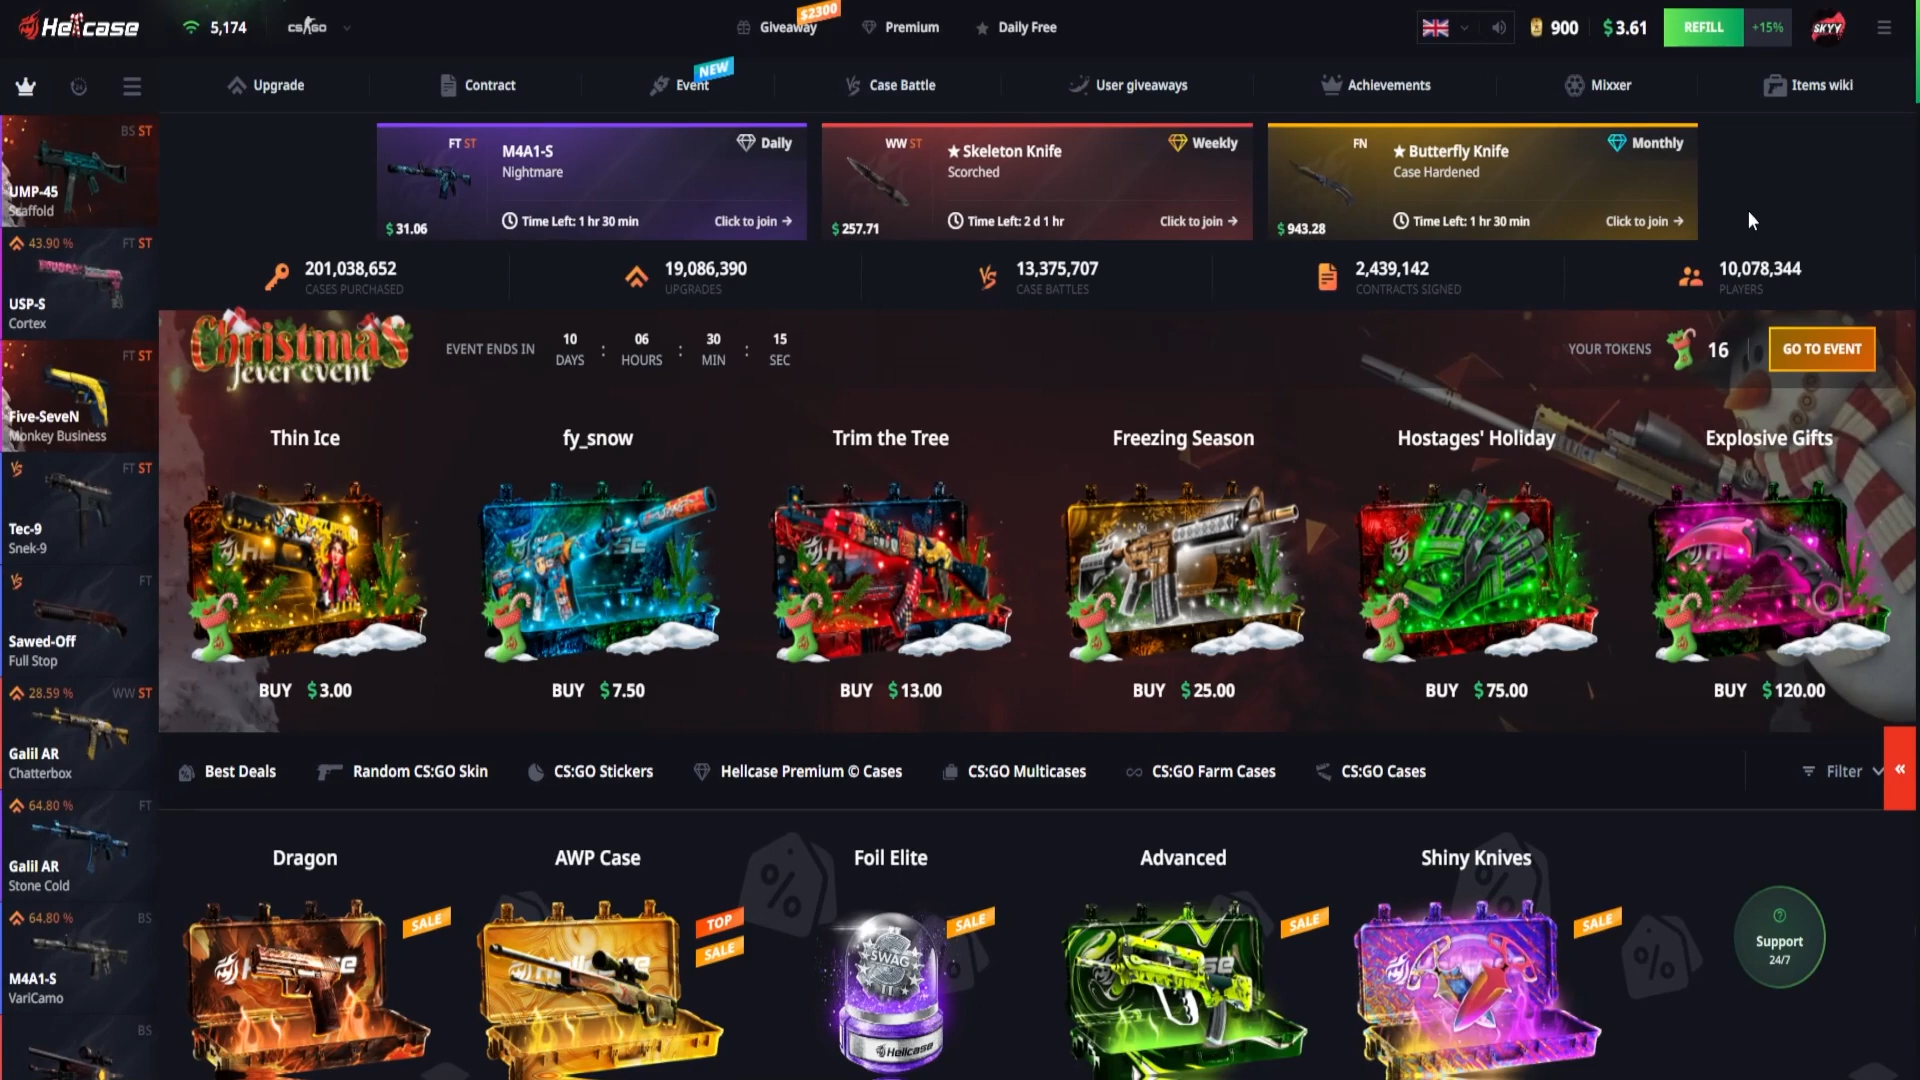 Hellcase
5,174
CS:GO
Giveaway
$2300
Premium
Daily Free
900
$3.61
REFILL
+15%
SKYY
Upgrade
Contract
Event
NEW
Case Battle
User giveaways
Achievements
Mixxer
Items wiki
BS ST
UMP-45
Scaffold
43.90 %
FT ST
USP-S
Cortex
FT ST
Five-SeveN
Monkey Business
VS
FT ST
Tec-9
Snek-9
VS
FT
Sawed-Off
Full Stop
28.59 %
WW ST
Galil AR
Chatterbox
64.80 %
FT
Galil AR
Stone Cold
64.80 %
BS
M4A1-S
VariCamo
BS
FT ST
M4A1-S
Nightmare
Daily
$31.06
Time Left: 1 hr 30 min
Click to join
WW ST
★ Skeleton Knife
Scorched
Weekly
$257.71
Time Left: 2 d 1 hr
Click to join
FN
★ Butterfly Knife
Case Hardened
Monthly
$943.28
Time Left: 1 hr 30 min
Click to join
201,038,652
CASES PURCHASED
19,086,390
UPGRADES
VS
13,375,707
CASE BATTLES
2,439,142
CONTRACTS SIGNED
10,078,344
PLAYERS
Christmas
fever event
EVENT ENDS IN
10 : 06 : 30 : 15
DAYS HOURS MIN SEC
YOUR TOKENS
16
GO TO EVENT
Thin Ice
fy_snow
Trim the Tree
Freezing Season
Hostages' Holiday
Explosive Gifts
BUY $3.00
BUY $7.50
BUY $13.00
BUY $25.00
BUY $75.00
BUY $120.00
Best Deals
Random CS:GO Skin
CS:GO Stickers
Hellcase Premium © Cases
CS:GO Multicases
CS:GO Farm Cases
CS:GO Cases
Filter
«
Dragon
AWP Case
Foil Elite
Advanced
Shiny Knives
SALE
TOP
SALE
SALE
SALE
SALE
SWAG
Hellcase
Support
24/7